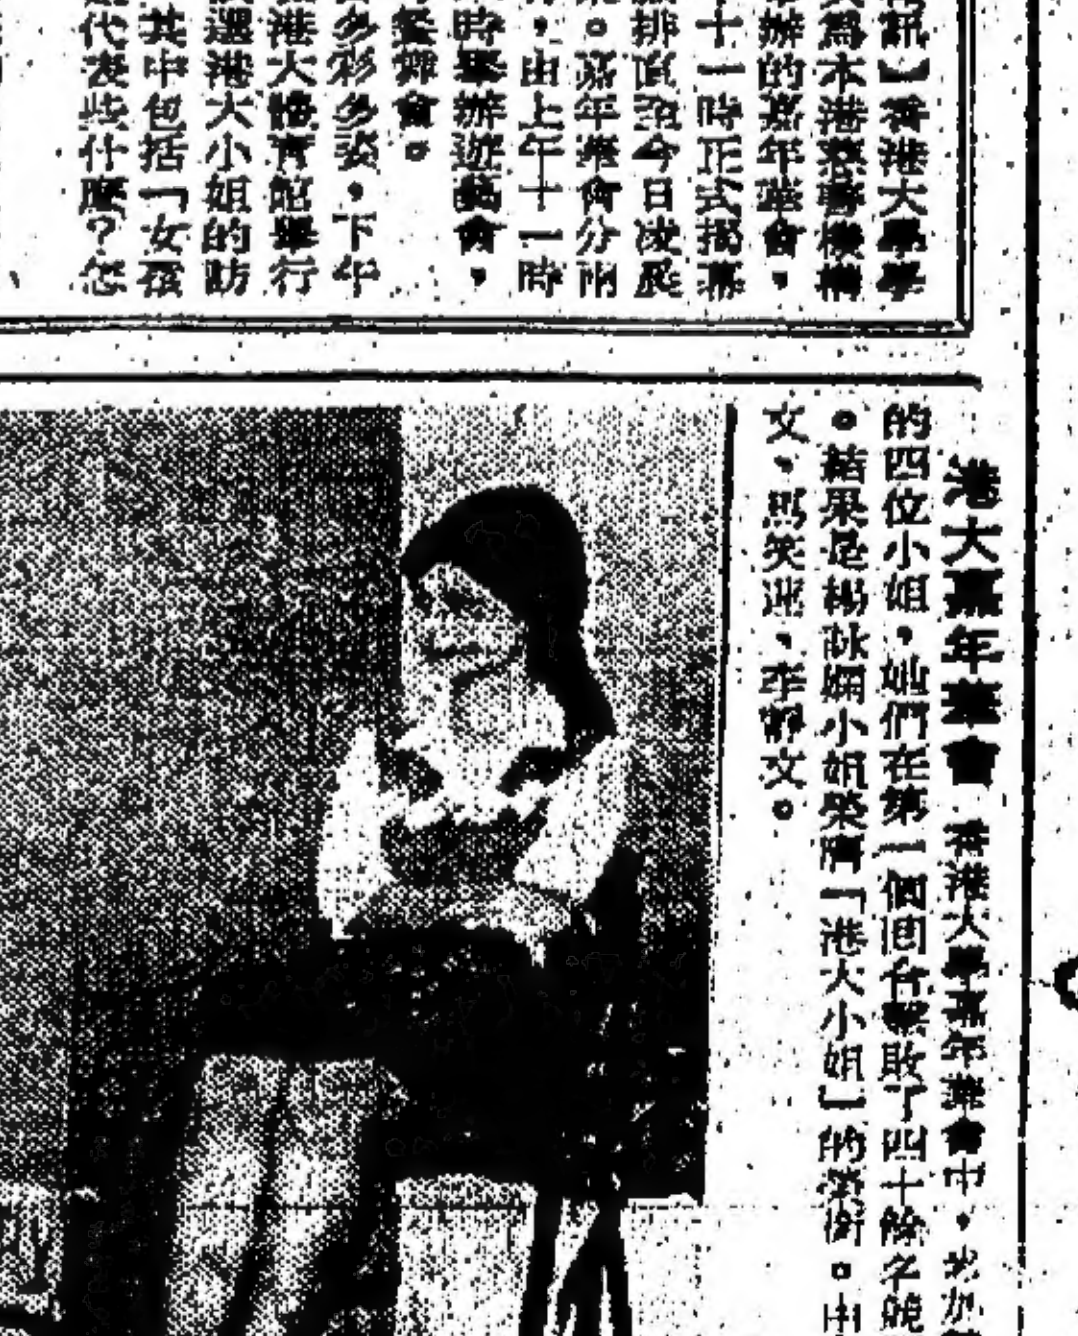 訊】香港大學學
為本港慈善機構
辦的嘉年華會，
十一時正式揭幕
排演至今日凌晨
。嘉年華會分兩
，由上午十一時
時舉辦遊藝會，
餐舞會。
多彩多姿，下午
港大體育館舉行
選港大小姐的訪
其中包括「女孩
代表些什麼？怎
港大嘉年華會 香港大學嘉年華會中，
的四位小姐，她們在第一個回合擊敗了四十餘名
。結果是楊詠嫻小姐榮膺「港大小姐」的榮銜。由
文，馬笑 、李靜文。